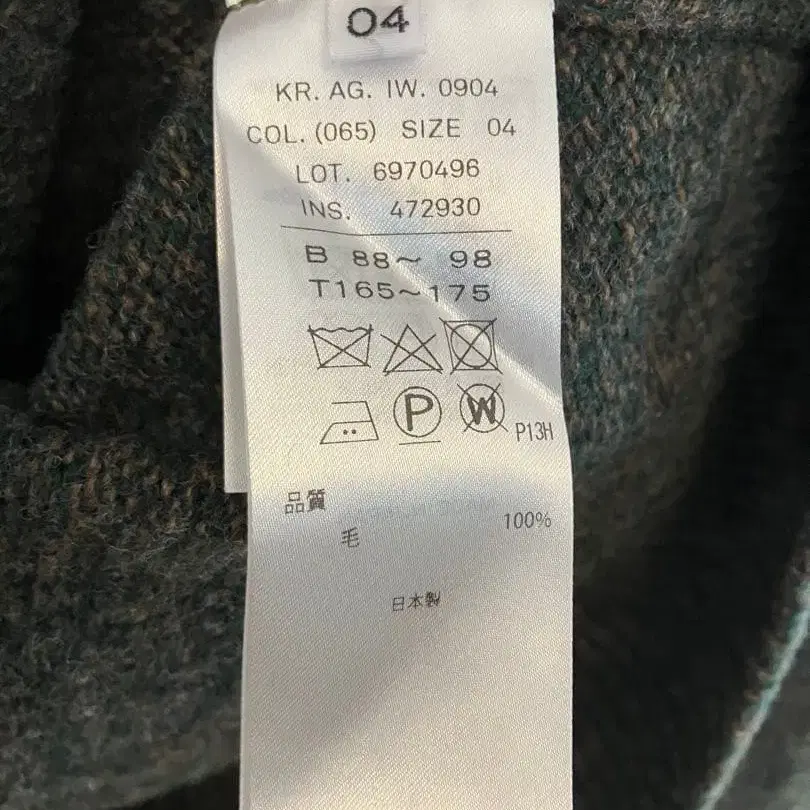 04
KR. AG. IW. 0904
COL. (065) SIZE 04
LOT. 6970496
INS. 472930
B 88～ 98
T165～175
P W P13H
品質
毛 100%
日本製